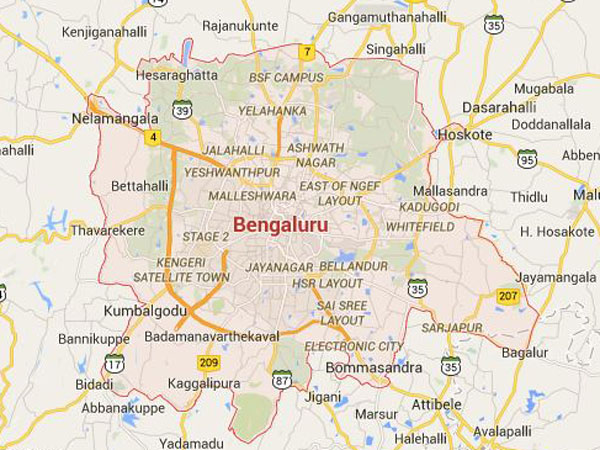 Rajanukunte
Gangamuthanahalli
Kenjiganahalli
35
Singahalli
7
Hesaraghatta
BSF CAMPUS
Mugabala
Dasarahalli
39
YELAHANKA
Nelamangala
Doddanallala
Hoskote
4
ahalli
JALAHALLI
ASHWATH
NAGAR
95
Abben
YESHWANTHPUR
Bettahalli
EAST OF NGEF
LAYOUT
Mallasandra
Thidlu
Malu
MALLESHWARA
KADUGODI
Bengaluru
WHITEFIELD
Thavarekere
STAGE 2
H. Hosakote
KENGERI
SATELLITE TOWN
JAYANAGAR
BELLANDUR
Jayamangala
HSR LAYOUT
35
207
Kumbalgodu
SAI SREE
LAYOUT
SARJAPUR
Badamanavarthekaval
Bannikuppe
ELECTRONIC CITY
Bagalur
17
209
Bommasandra
35
Bidadi
Kaggalipura
87
Jigani
Abbanakuppe
Attibele
Marsur
Avalapalli
Yadamadu
Halehalli